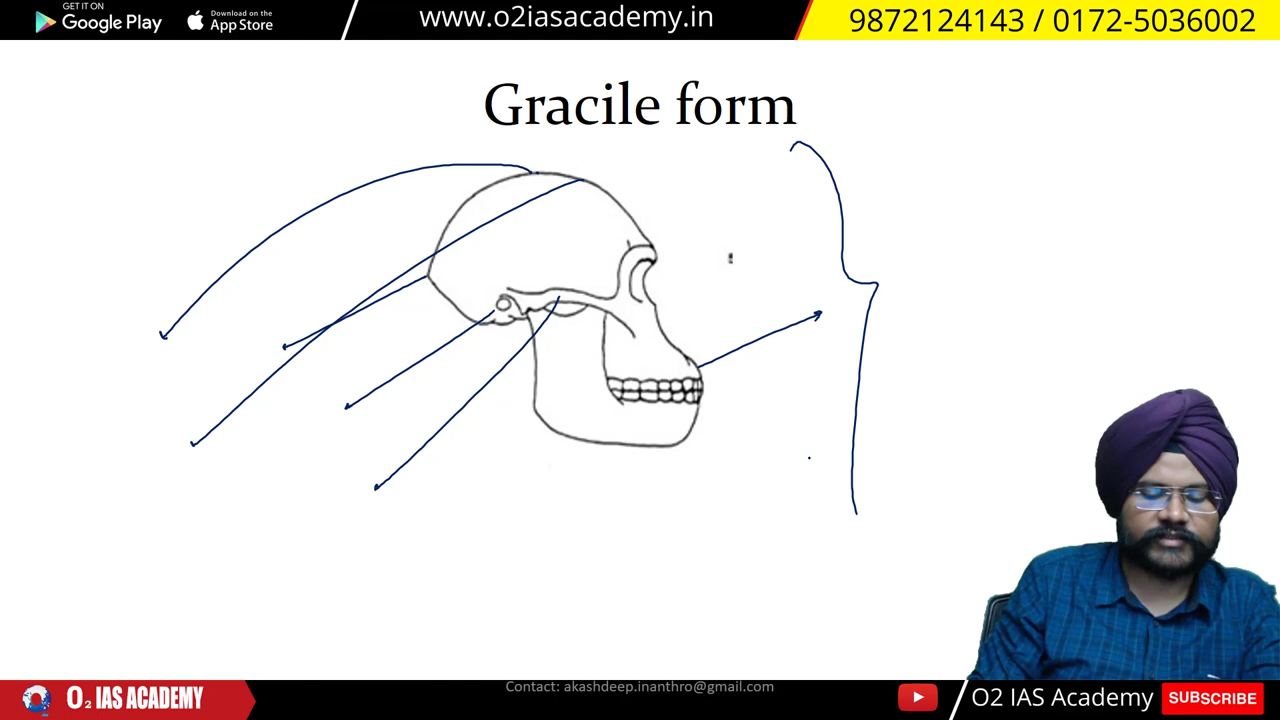 GET IT ON
Google Play
Download on the
App Store
www.o2iasacademy.in
9872124143 / 0172-5036002
Gracile form
O2 IAS ACADEMY
Contact: akashdeep.inanthro@gmail.com
O2 IAS Academy
SUBSCRIBE